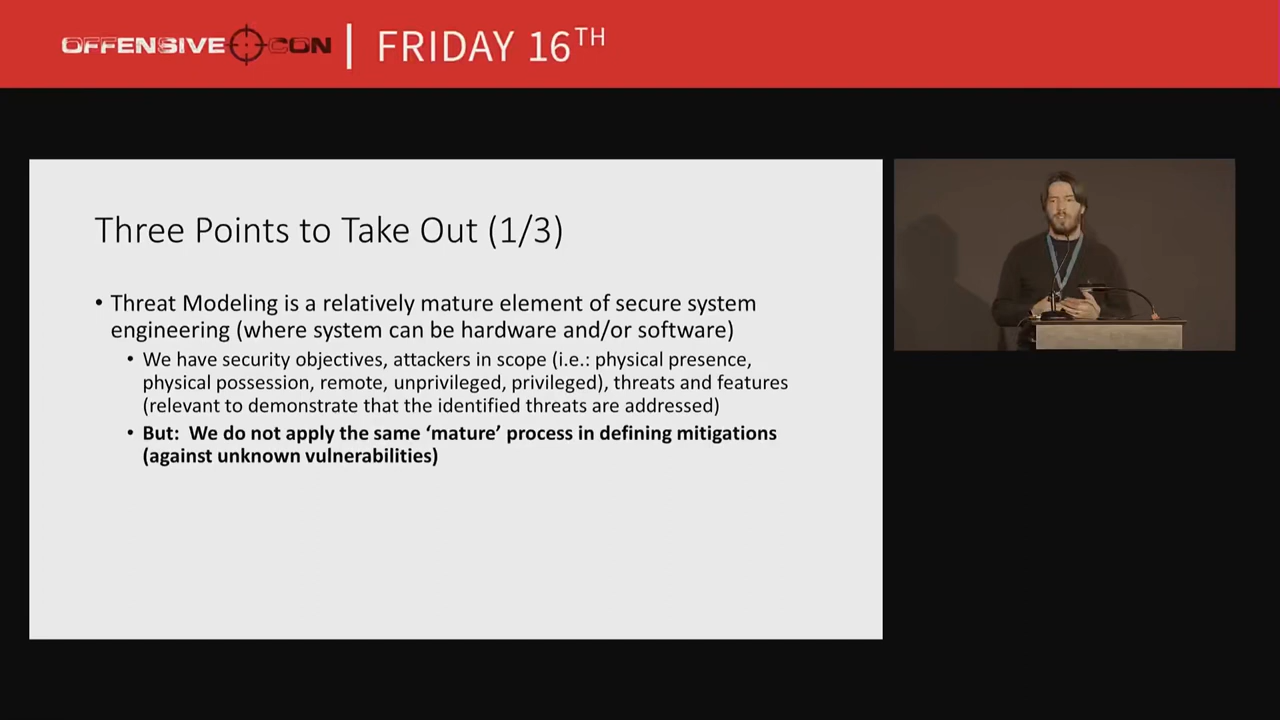 OFFENSIVE CON | FRIDAY 16TH
Three Points to Take Out (1/3)
• Threat Modeling is a relatively mature element of secure system
engineering (where system can be hardware and/or software)
• We have security objectives, attackers in scope (i.e.: physical presence,
physical possession, remote, unprivileged, privileged), threats and features
(relevant to demonstrate that the identified threats are addressed)
• But:  We do not apply the same ‘mature’ process in defining mitigations
(against unknown vulnerabilities)